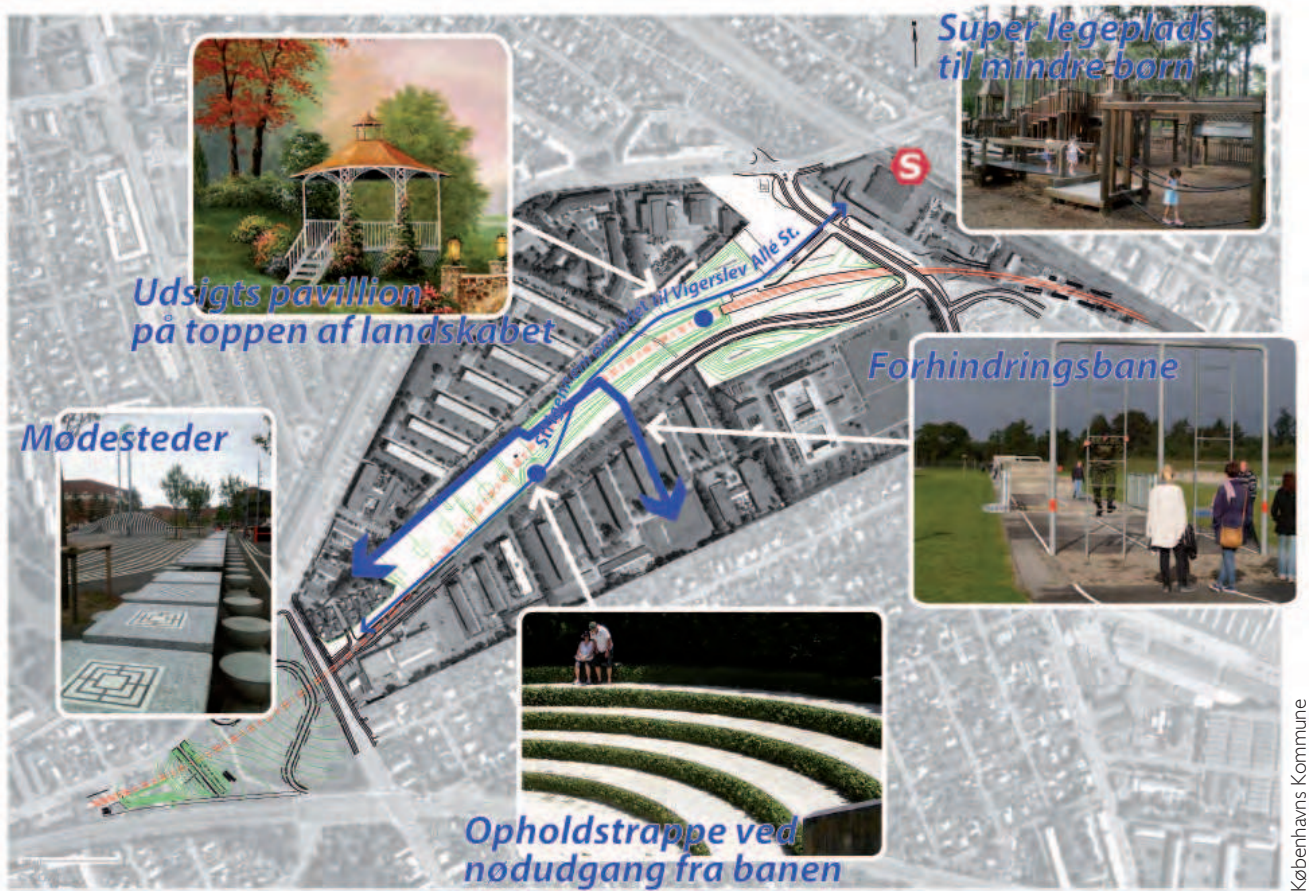 Super legeplads
til mindre børn
S
Udsigts pavillion
på toppen af landskabet
til Vigerslev Allé St.
Forhindringsbane
Mødesteder
Opholdstrappe ved
nødudgang fra banen
Københavns Kommune